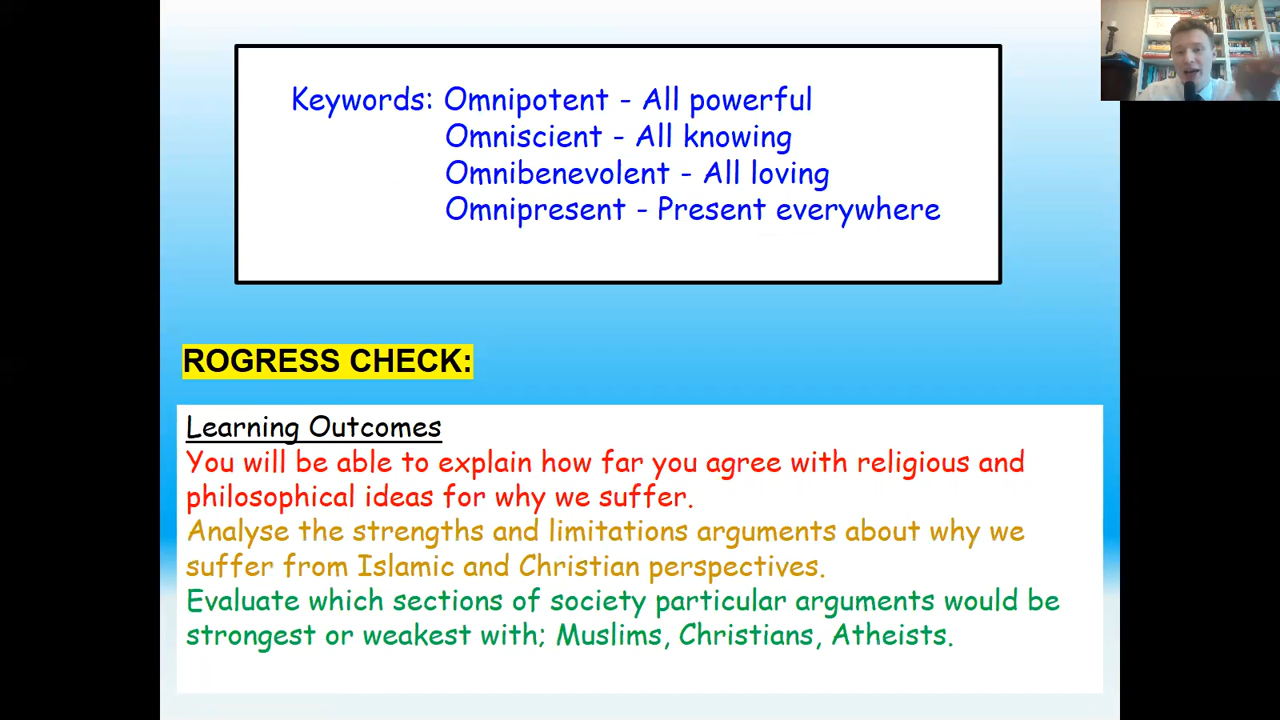 Keywords: Omnipotent - All powerful
Omniscient - All knowing
Omnibenevolent - All loving
Omnipresent - Present everywhere
ROGRESS CHECK:
Learning Outcomes
You will be able to explain how far you agree with religious and
philosophical ideas for why we suffer.
Analyse the strengths and limitations arguments about why we
suffer from Islamic and Christian perspectives.
Evaluate which sections of society particular arguments would be
strongest or weakest with; Muslims, Christians, Atheists.